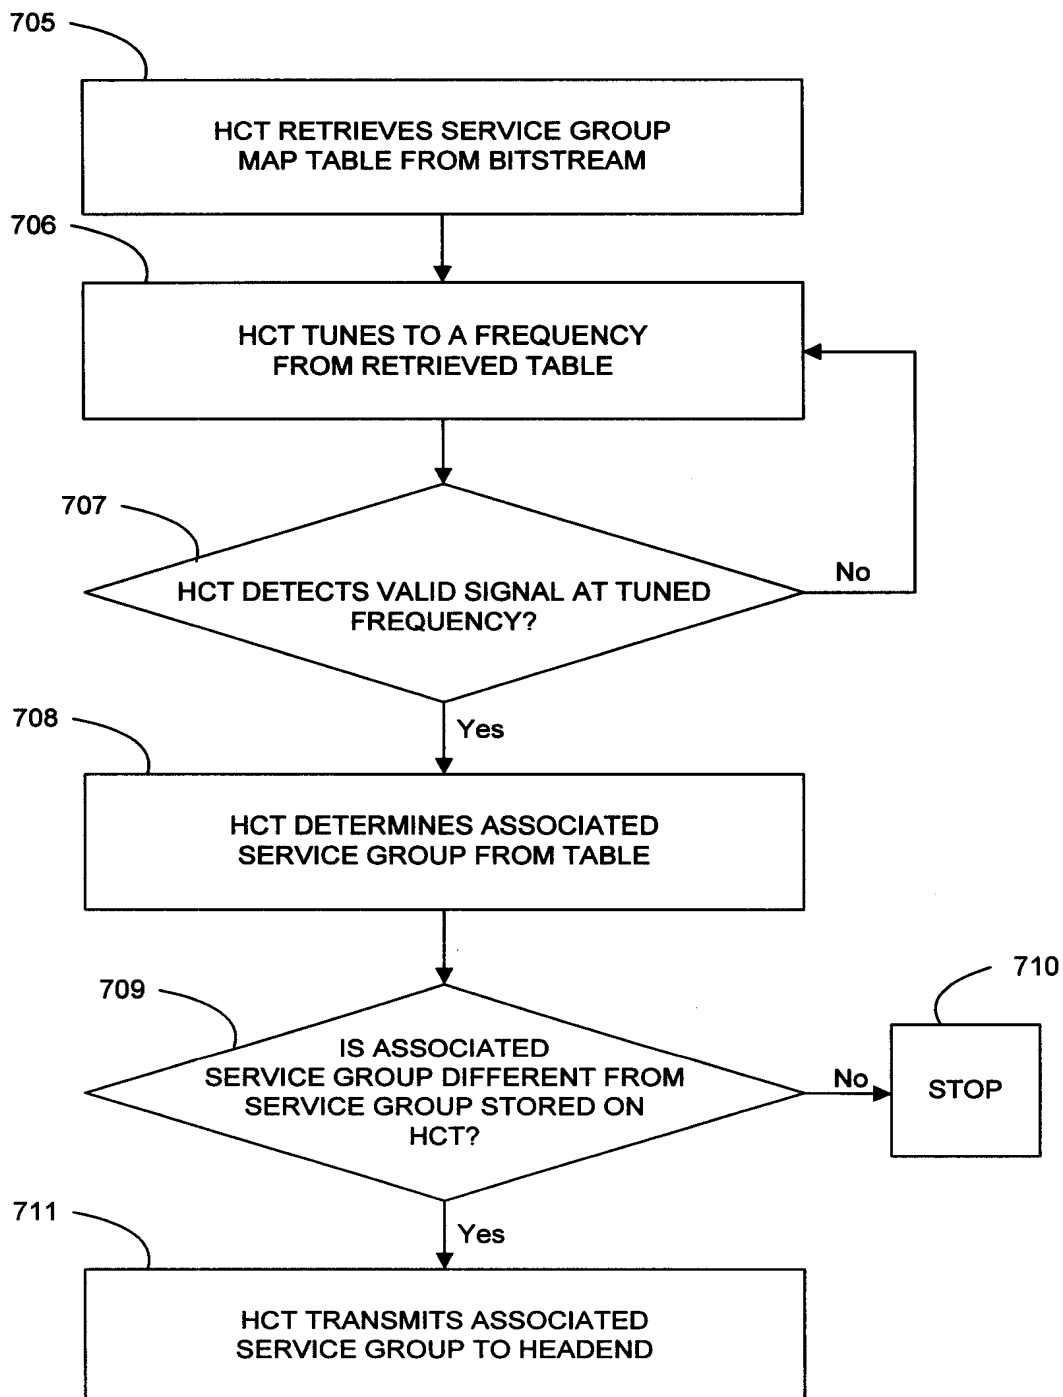 705
HCT RETRIEVES SERVICE GROUP
MAP TABLE FROM BITSTREAM
706
HCT TUNES TO A FREQUENCY
FROM RETRIEVED TABLE
707
HCT DETECTS VALID SIGNAL AT TUNED
FREQUENCY?
No
Yes
708
HCT DETERMINES ASSOCIATED
SERVICE GROUP FROM TABLE
709
IS ASSOCIATED
SERVICE GROUP DIFFERENT FROM
SERVICE GROUP STORED ON
HCT?
No
710
STOP
Yes
711
HCT TRANSMITS ASSOCIATED
SERVICE GROUP TO HEADEND